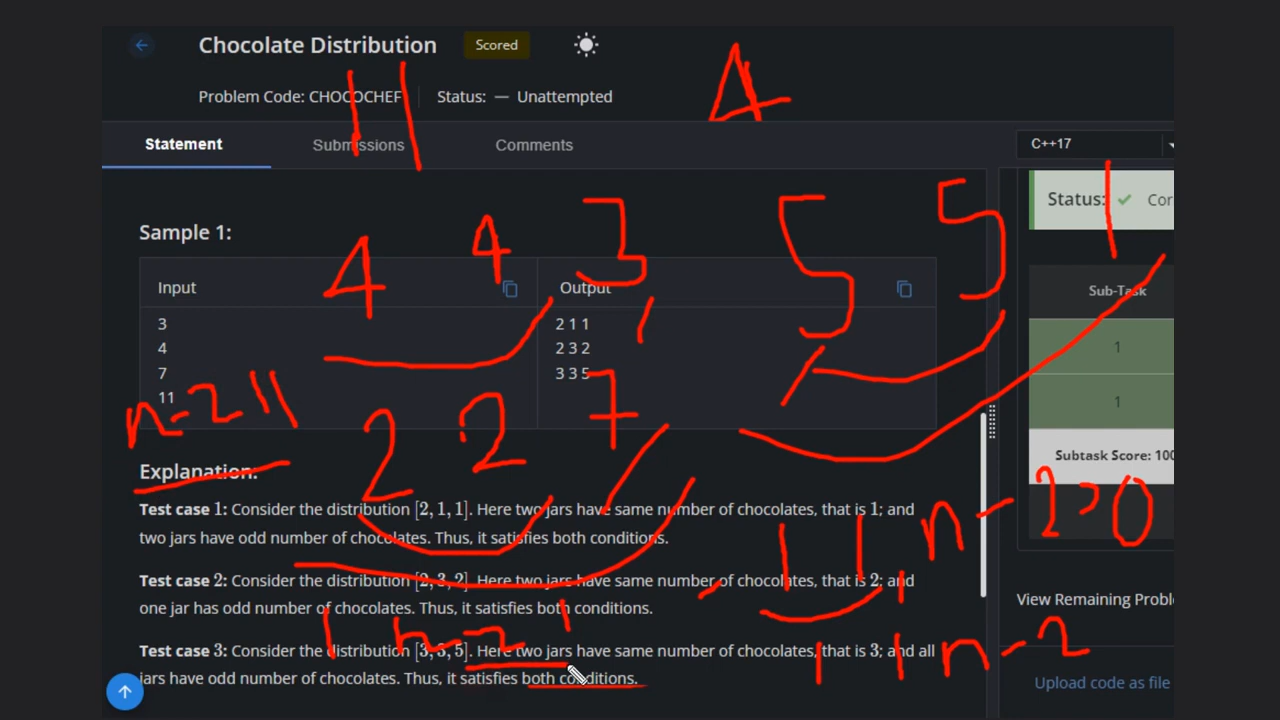 Chocolate Distribution
Scored
Problem Code: CHOCOCHEF
Status: — Unattempted
4
11
Statement
Submissions
Comments
C++17
Status:
Cor
1
Sample 1:
4 4 3 5 5
Input
Output
Sub-Task
3
4
7
11
2 1 1
2 3 2
3 3 5
1
1
n-2 11
2 2 7
Explanation:
Subtask Score: 100
Test case 1: Consider the distribution [2, 1, 1]. Here two jars have same number of chocolates, that is 1; and
two jars have odd number of chocolates. Thus, it satisfies both conditions.
1 1, n-2>0
Test case 2: Consider the distribution [2, 3, 2]. Here two jars have same number of chocolates, that is 2; and
one jar has odd number of chocolates. Thus, it satisfies both conditions.
View Remaining Proble
1 n-2 1
1 1 n-2
Test case 3: Consider the distribution [3, 3, 5]. Here two jars have same number of chocolates, that is 3; and all
jars have odd number of chocolates. Thus, it satisfies both conditions.
Upload code as file